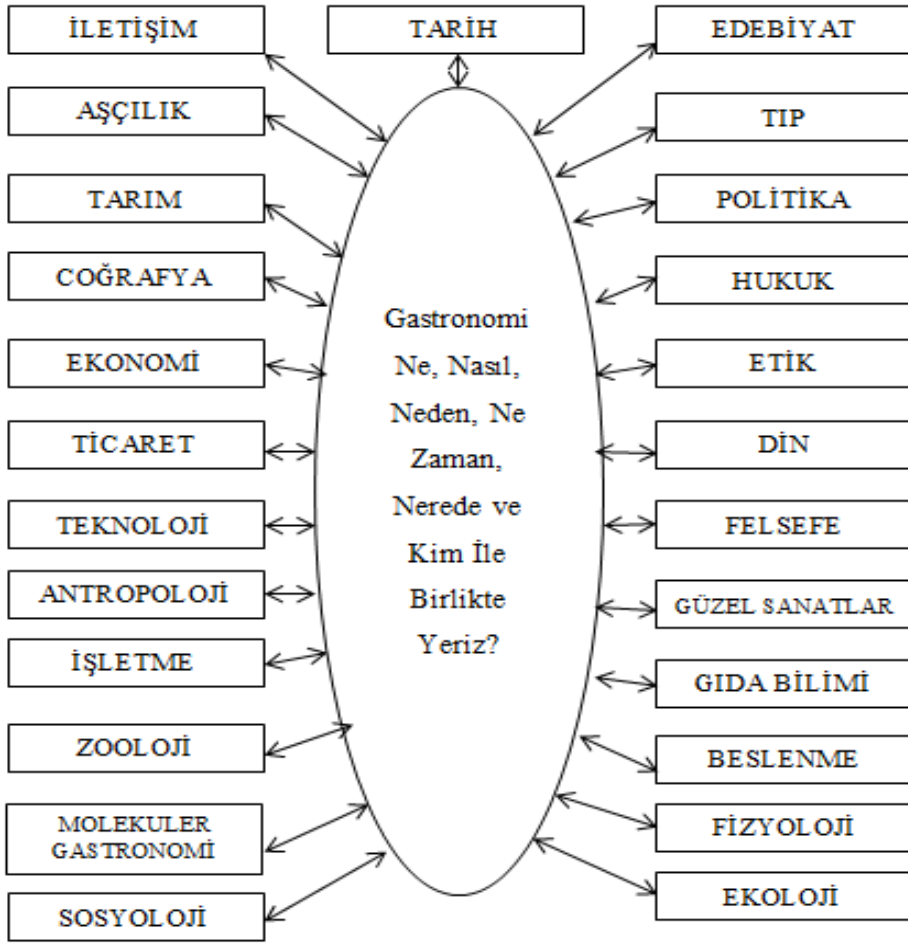 İLETİŞİM
TARİH
EDEBİYAT
AŞÇILIK
TIP
TARIM
POLİTİKA
COĞRAFYA
HUKUK
Gastronomi
Ne, Nasıl,
Neden, Ne
Zaman,
Nerede ve
Kim İle
Birlikte
Yeriz?
EKONOMİ
ETİK
TİCARET
DİN
TEKNOLOJİ
FELSEFE
ANTROPOLOJİ
GÜZEL SANATLAR
İŞLETME
GIDA BİLİMİ
ZOOLOJİ
BESLENME
MOLEKULER
GASTRONOMİ
FİZYOLOJİ
SOSYOLOJİ
EKOLOJİ